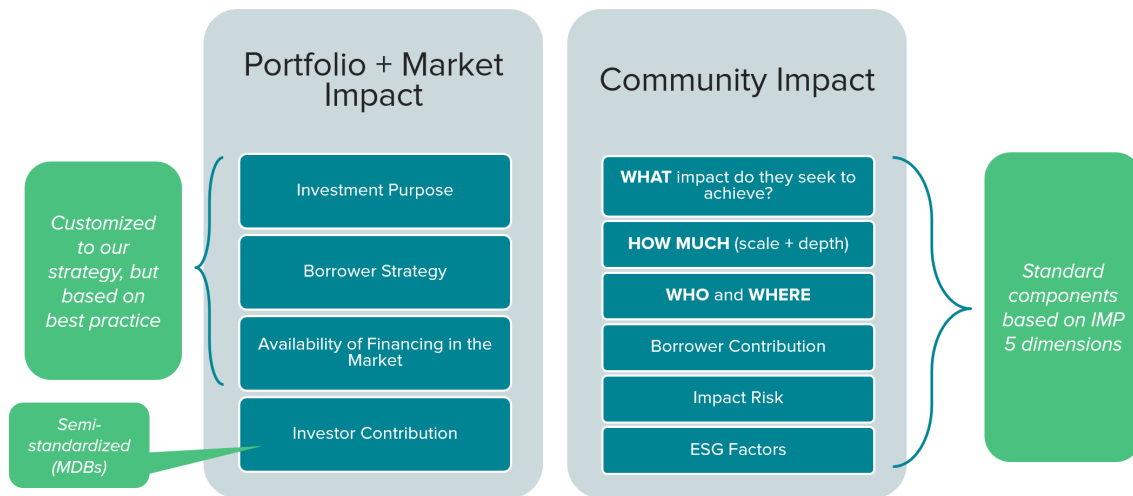 Portfolio + Market
Impact
Investment Purpose
Borrower Strategy
Availability of Financing in the
Market
Investor Contribution
Customized
to our
strategy, but
based on
best practice
Semi-
standardized
(MDBs)
Community Impact
WHAT impact do they seek to
achieve?
HOW MUCH (scale + depth)
WHO and WHERE
Borrower Contribution
Impact Risk
ESG Factors
Standard
components
based on IMP
5 dimensions